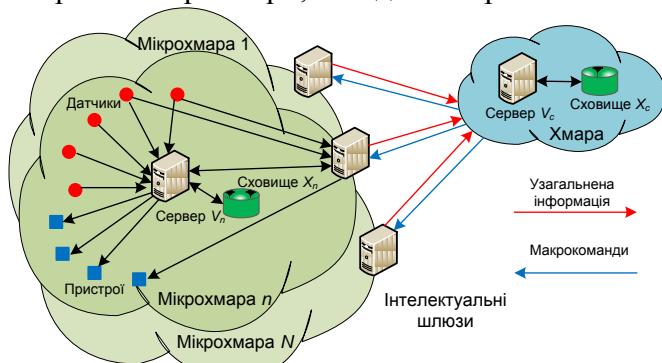 Мікрохмара 1
Датчики
Сервер Vc
Сховище Xc
Хмара
Сховище Xn
Сервер Vn
Узагальнена
інформація
Макрокоманди
Пристрої
Мікрохмара n
Інтелектуальні
шлюзи
Мікрохмара N